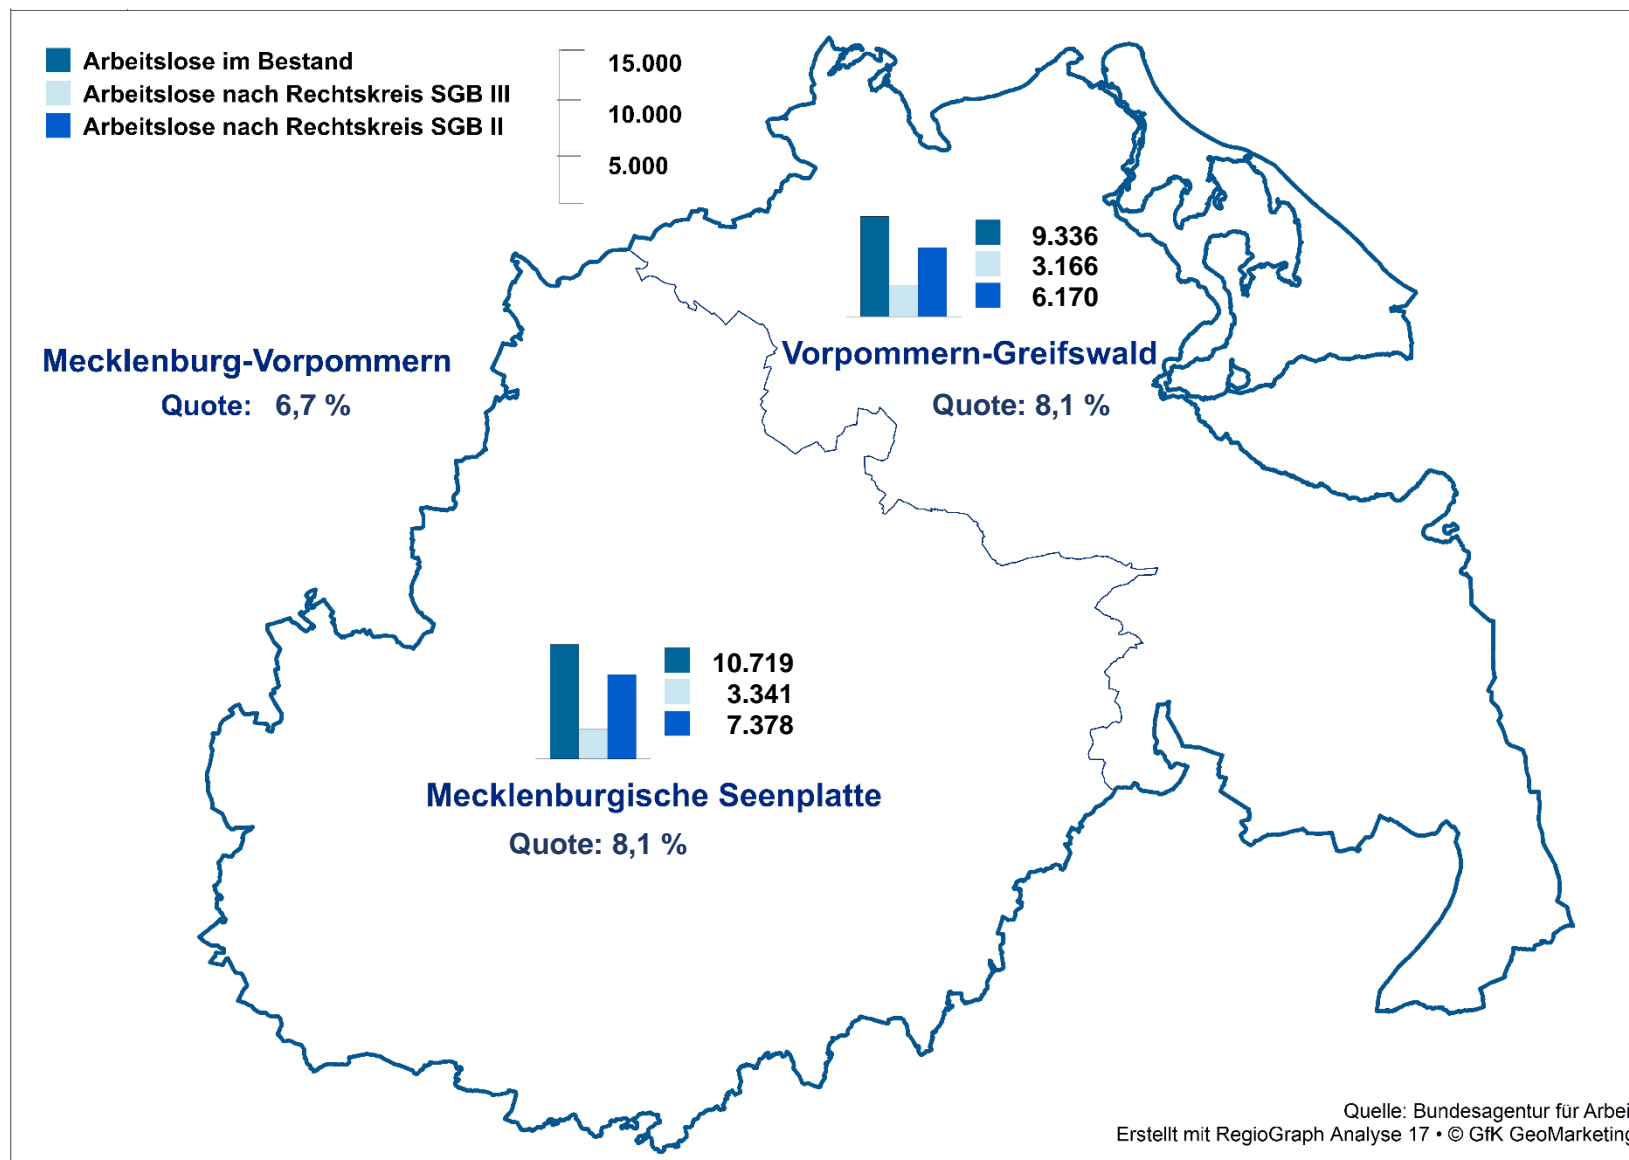 Arbeitslose im Bestand
Arbeitslose nach Rechtskreis SGB III
Arbeitslose nach Rechtskreis SGB II
15.000
10.000
5.000
9.336
3.166
6.170
Vorpommern-Greifswald
Quote: 8,1 %
Mecklenburg-Vorpommern
Quote: 6,7 %
10.719
3.341
7.378
Mecklenburgische Seenplatte
Quote: 8,1 %
Quelle: Bundesagentur für Arbei
Erstellt mit RegioGraph Analyse 17 • © GfK GeoMarketing